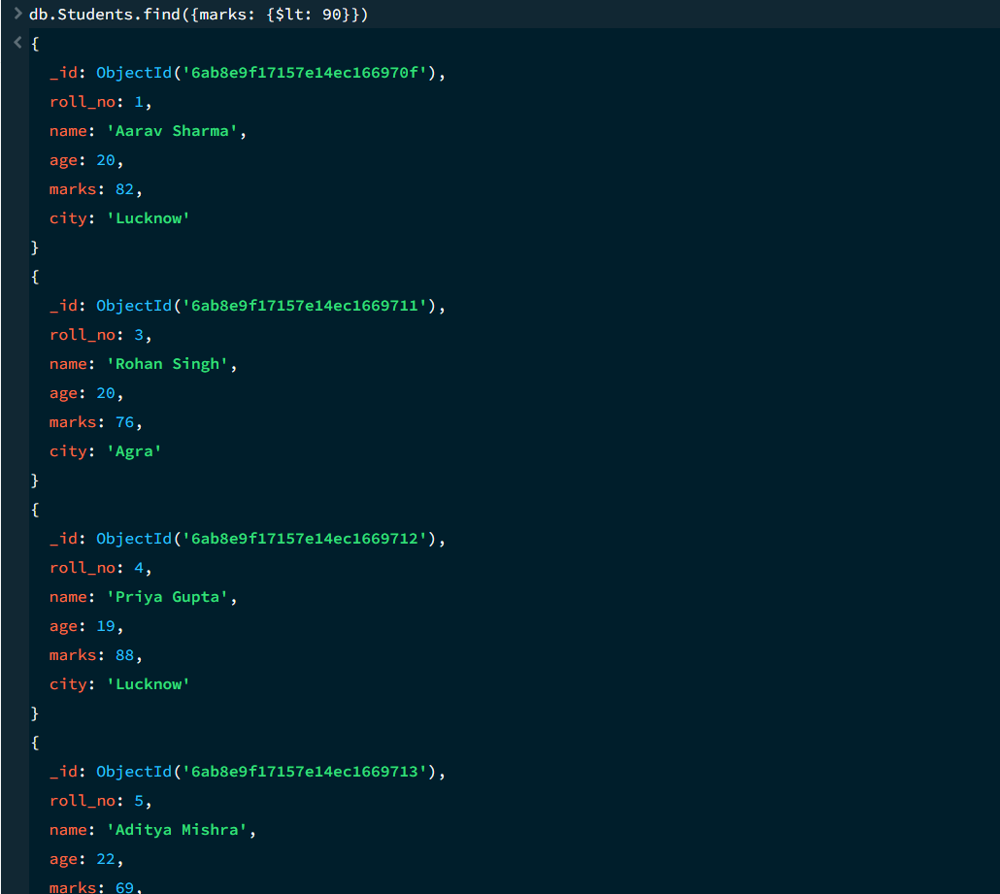 > db.Students.find({marks: {$lt: 90}})
< {
_id: ObjectId('6ab8e9f17157e14ec166970f'),
roll_no: 1,
name: 'Aarav Sharma',
age: 20,
marks: 82,
city: 'Lucknow'
}
{
_id: ObjectId('6ab8e9f17157e14ec1669711'),
roll_no: 3,
name: 'Rohan Singh',
age: 20,
marks: 76,
city: 'Agra'
}
{
_id: ObjectId('6ab8e9f17157e14ec1669712'),
roll_no: 4,
name: 'Priya Gupta',
age: 19,
marks: 88,
city: 'Lucknow'
}
{
_id: ObjectId('6ab8e9f17157e14ec1669713'),
roll_no: 5,
name: 'Aditya Mishra',
age: 22,
marks: 69,